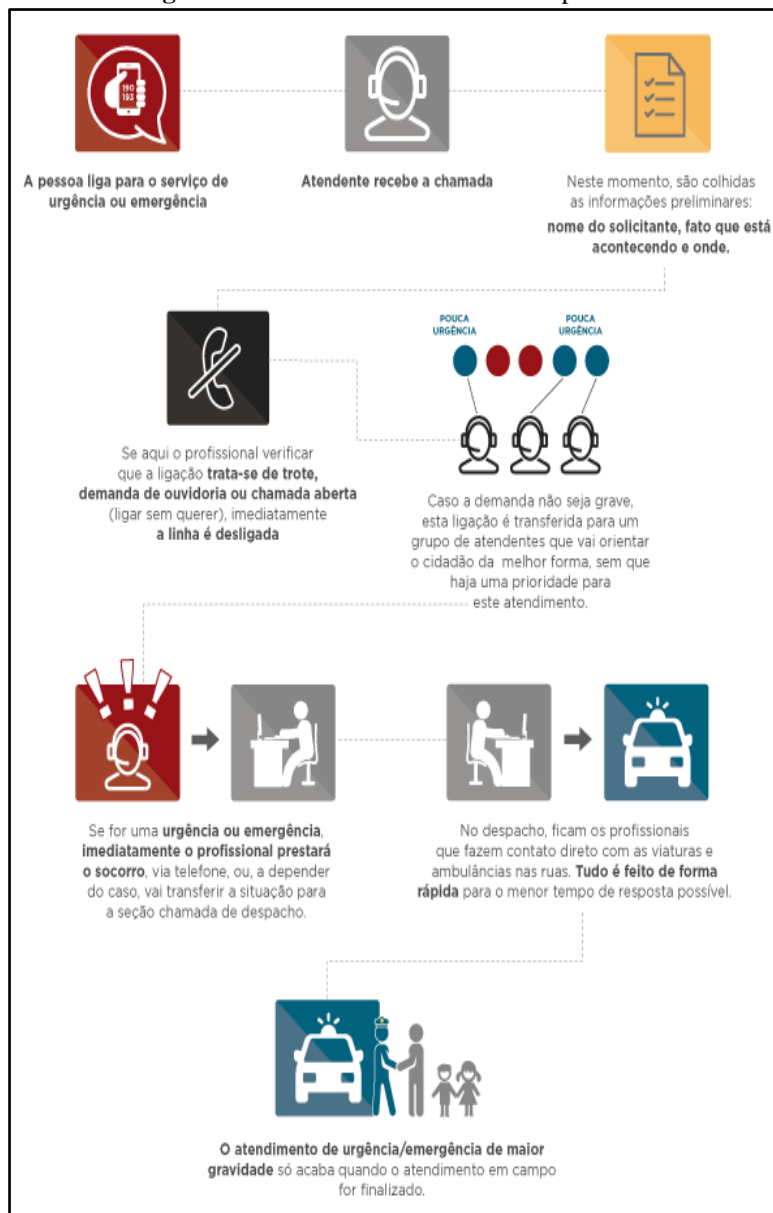 190
193
A pessoa liga para o serviço de
urgência ou emergência
Atendente recebe a chamada
Neste momento, são colhidas
as informações preliminares:
nome do solicitante, fato que está
acontecendo e onde.
POUCA
URGÊNCIA
POUCA
URGÊNCIA
Se aqui o profissional verificar
que a ligação trata-se de trote,
demanda de ouvidoria ou chamada aberta
(ligar sem querer), imediatamente
a linha é desligada
Caso a demanda não seja grave,
esta ligação é transferida para um
grupo de atendentes que vai orientar
o cidadão da melhor forma, sem que
haja uma prioridade para
este atendimento.
Se for uma urgência ou emergência,
imediatamente o profissional prestará
o socorro, via telefone, ou, a depender
do caso, vai transferir a situação para
a seção chamada de despacho.
No despacho, ficam os profissionais
que fazem contato direto com as viaturas e
ambulâncias nas ruas. Tudo é feito de forma
rápida para o menor tempo de resposta possível.
O atendimento de urgência/emergência de maior
gravidade só acaba quando o atendimento em campo
for finalizado.